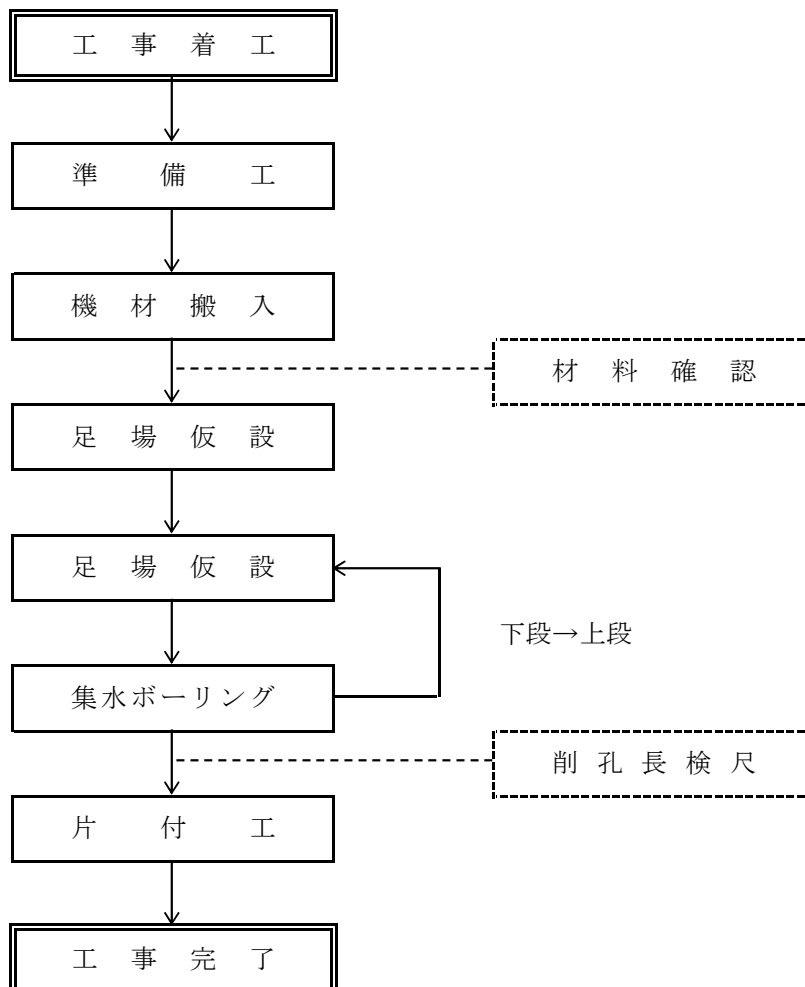 工事着工
準備工
機材搬入
材料確認
足場仮設
足場仮設
下段→上段
集水ボーリング
削孔長検尺
片付工
工事完了